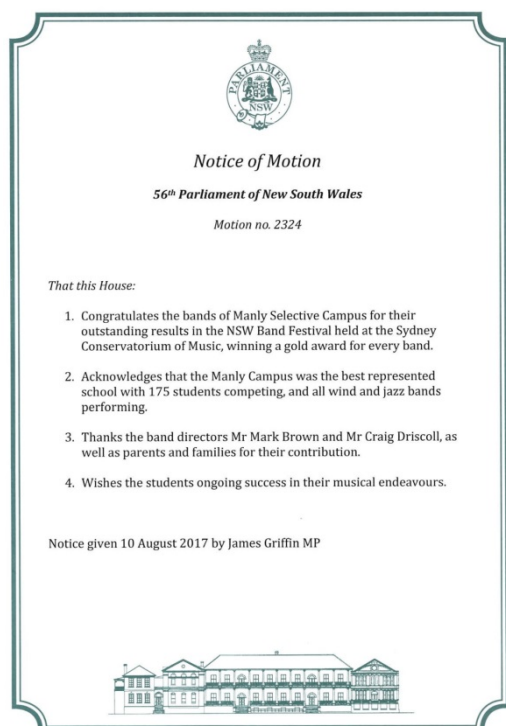 PARLIAMENT
NSW
Notice of Motion
56th Parliament of New South Wales
Motion no. 2324
That this House:
1. Congratulates the bands of Manly Selective Campus for their
outstanding results in the NSW Band Festival held at the Sydney
Conservatorium of Music, winning a gold award for every band.
2. Acknowledges that the Manly Campus was the best represented
school with 175 students competing, and all wind and jazz bands
performing.
3. Thanks the band directors Mr Mark Brown and Mr Craig Driscoll, as
well as parents and families for their contribution.
4. Wishes the students ongoing success in their musical endeavours.
Notice given 10 August 2017 by James Griffin MP